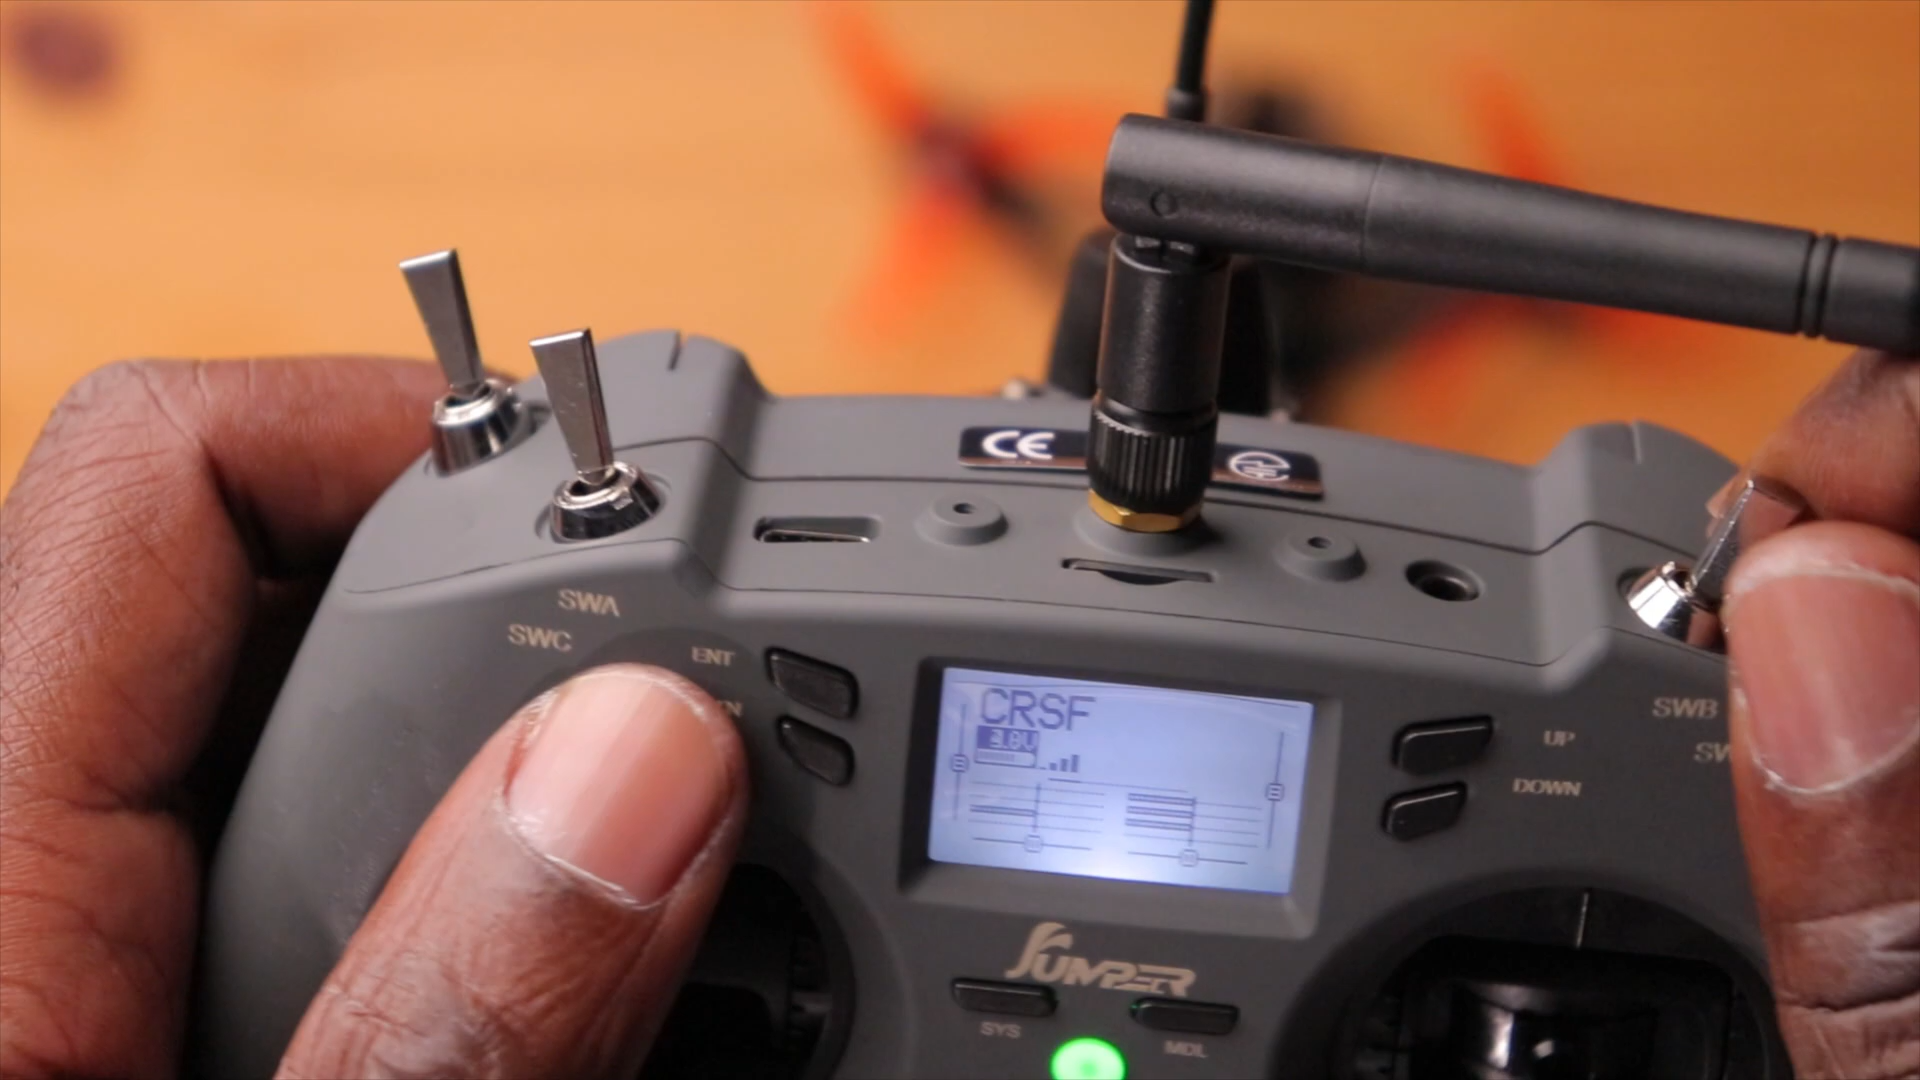 CE
SWA
SWC
ENT
CRSF
SWB
UP
DOWN
JUMPER
SYS
MDL